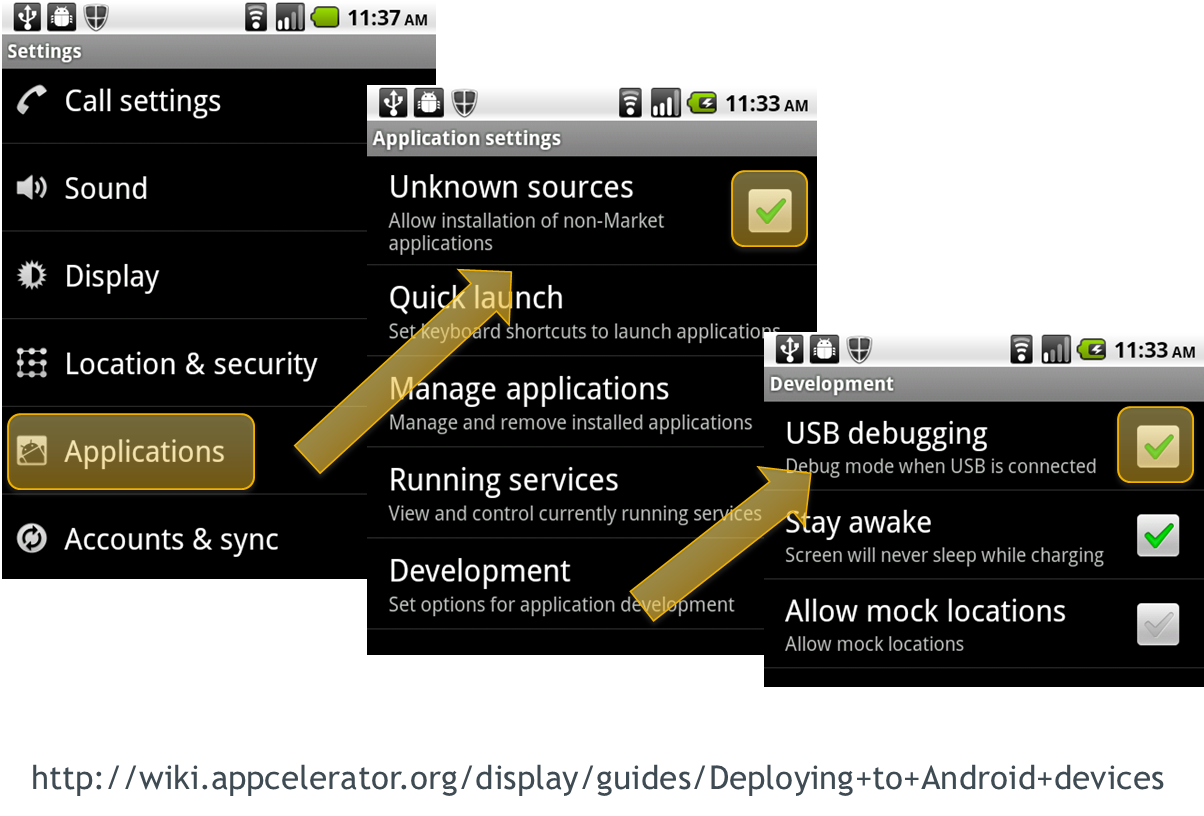 11:37 AM
Settings
Call settings
Sound
Display
Location & security
Applications
Accounts & sync
11:33 AM
Application settings
Unknown sources
Allow installation of non-Market
applications
Quick launch
Set keyboard shortcuts to launch applications
Manage applications
Manage and remove installed applications
Running services
View and control currently running services
Development
Set options for application development
11:33 AM
Development
USB debugging
Debug mode when USB is connected
Stay awake
Screen will never sleep while charging
Allow mock locations
Allow mock locations
http://wiki.appcelerator.org/display/guides/Deploying+to+Android+devices